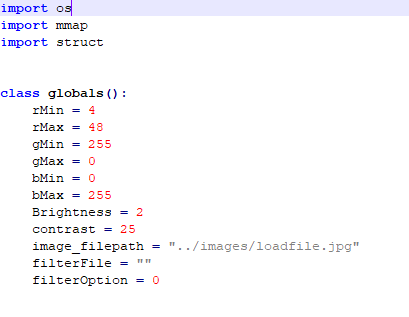 import os
import mmap
import struct
class globals():
    rMin = 4
    rMax = 48
    gMin = 255
    gMax = 0
    bMin = 0
    bMax = 255
    Brightness = 2
    contrast = 25
    image_filepath = "../images/loadfile.jpg"
    filterFile = ""
    filterOption = 0